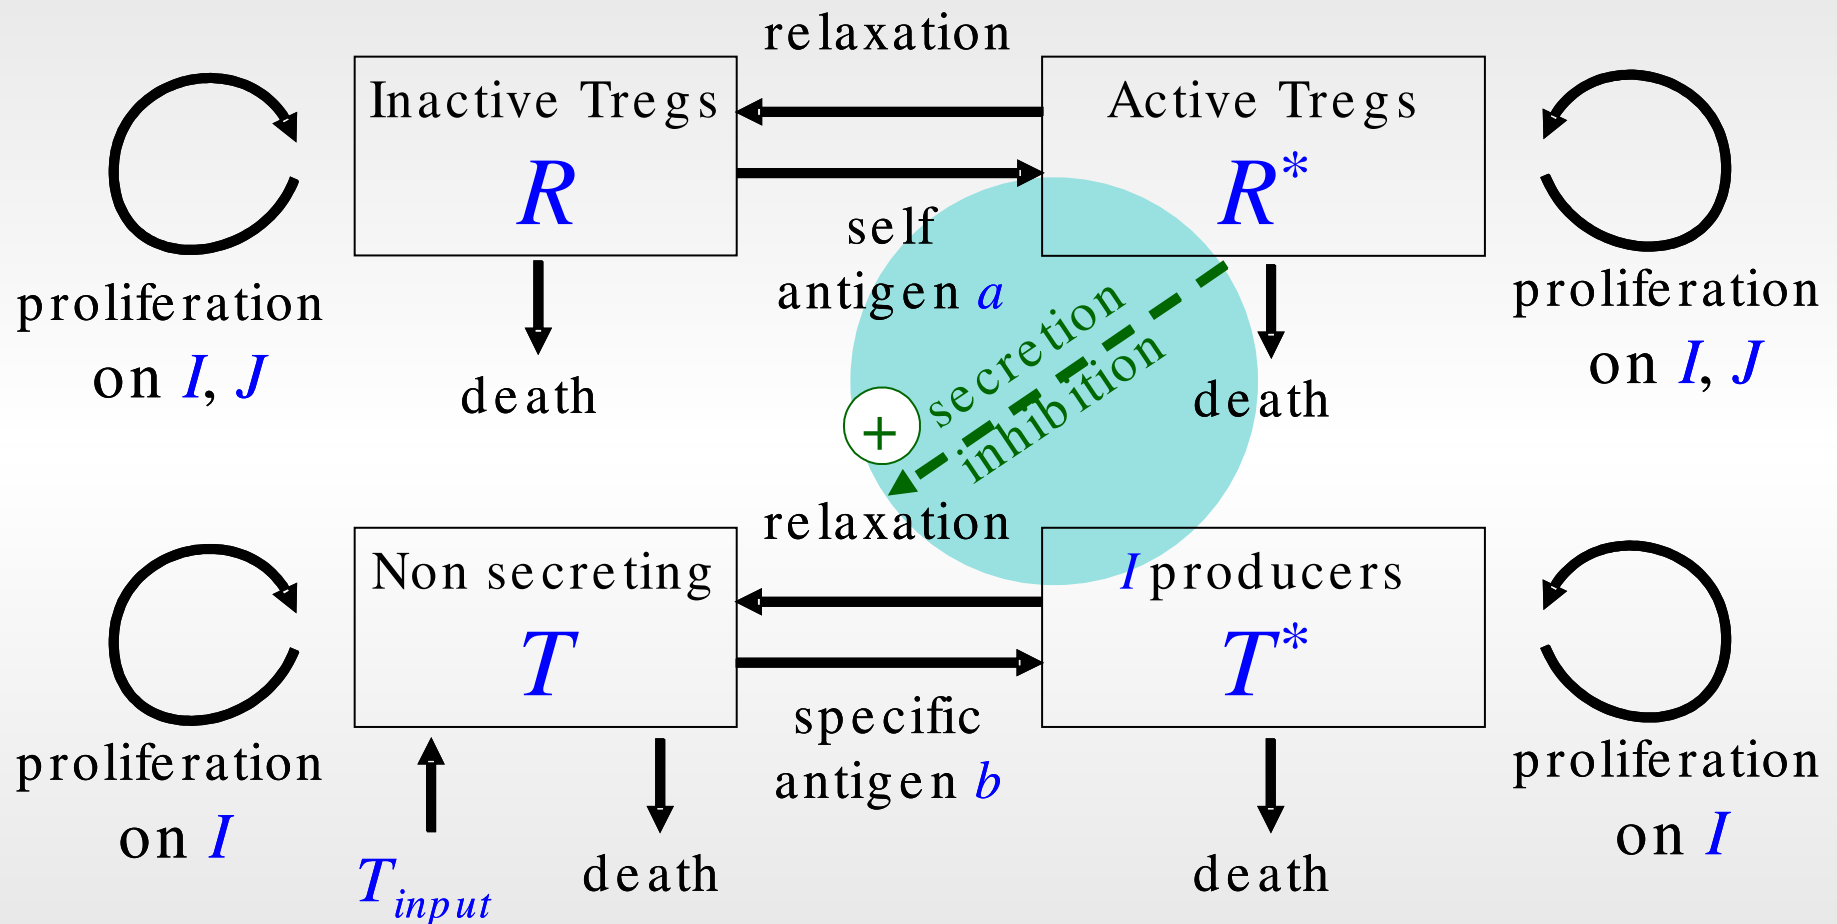 relaxation
Inactive Tregs
R
Active Tregs
R*
self
antigen a
proliferation
on I, J
death
secretion
inhibition
+
death
proliferation
on I, J
relaxation
Non secreting
T
I producers
T*
specific
antigen b
proliferation
on I
T input
death
death
proliferation
on I